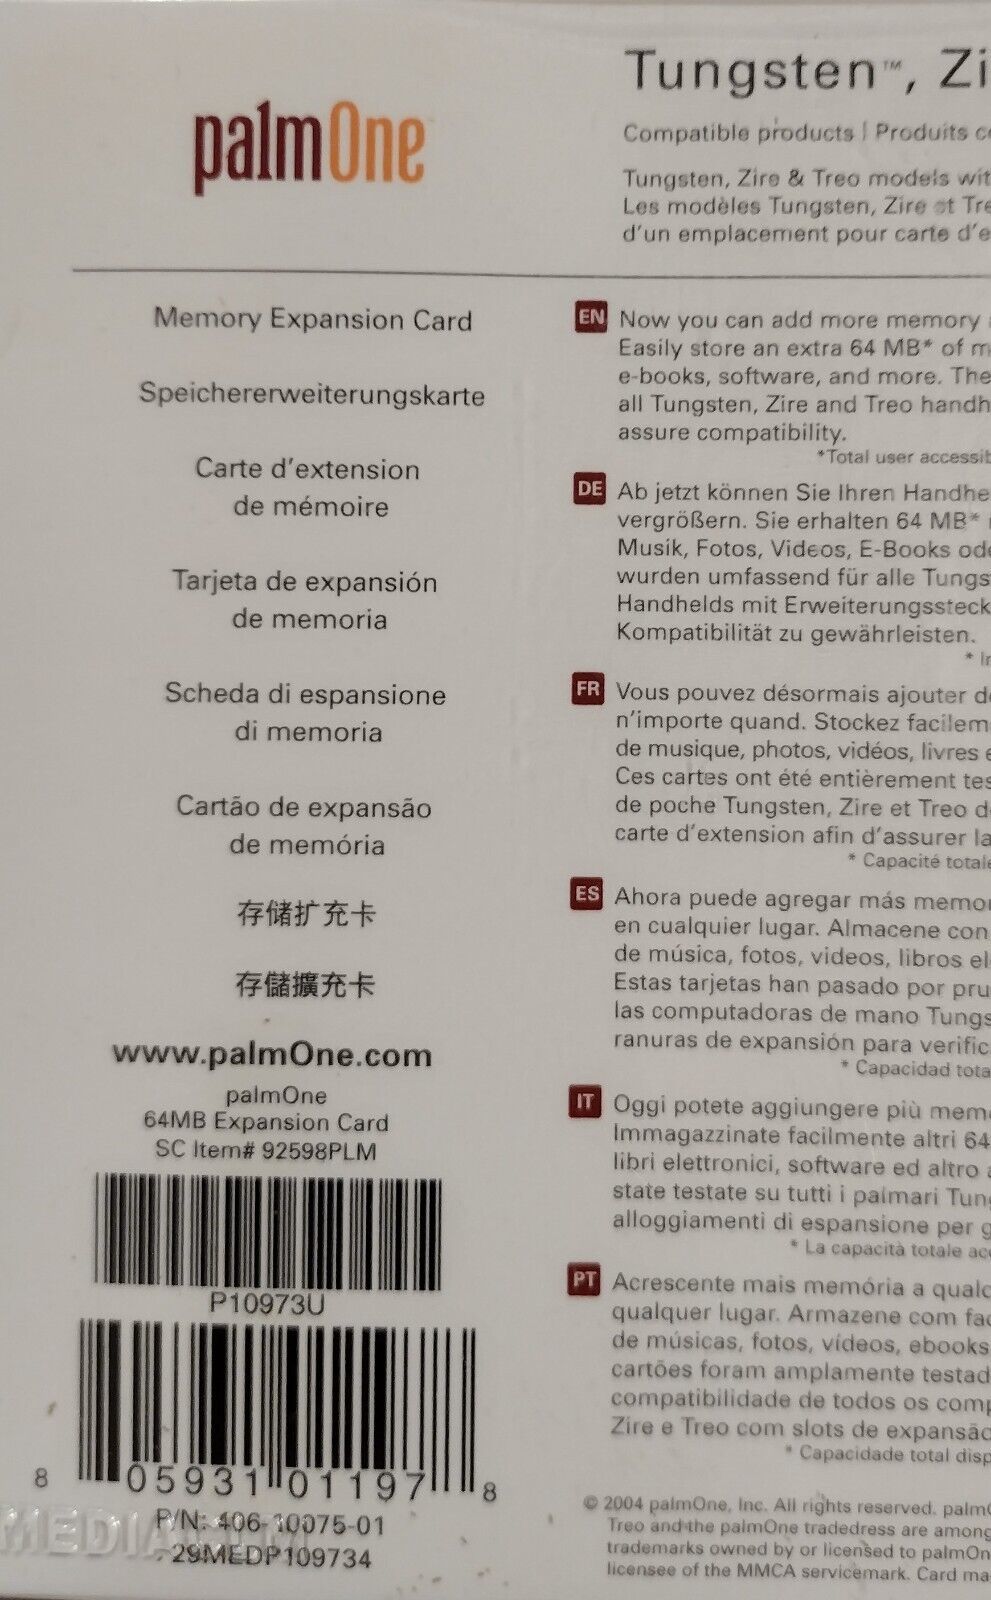 palmOne
Tungsten™, Zi
Compatible products | Produits c
Tungsten, Zire & Treo models wit
Les modèles Tungsten, Zire et Tre
d'un emplacement pour carte d'e
Memory Expansion Card
Speichererweiterungskarte
Carte d'extension
de mémoire
Tarjeta de expansión
de memoria
Scheda di espansione
di memoria
Cartão de expansão
de memória
存储扩充卡
存儲擴充卡
www.palmOne.com
palmOne
64MB Expansion Card
SC Item# 92598PLM
P10973U
8 05931 01197 8
P/N: 406-10075-01
29MEDP109734
EN Now you can add more memory
Easily store an extra 64 MB* of m
e-books, software, and more. The
all Tungsten, Zire and Treo handh
assure compatibility.
*Total user accessib
DE Ab jetzt können Sie Ihren Handhe
vergrößern. Sie erhalten 64 MB*
Musik, Fotos, Videos, E-Books ode
wurden umfassend für alle Tungs
Handhelds mit Erweiterungssteck
Kompatibilität zu gewährleisten.
* In
FR Vous pouvez désormais ajouter de
n'importe quand. Stockez facilem
de musique, photos, vidéos, livres é
Ces cartes ont été entièrement tes
de poche Tungsten, Zire et Treo d
carte d'extension afin d'assurer la
* Capacité totale
ES Ahora puede agregar más memor
en cualquier lugar. Almacene con
de música, fotos, videos, libros el
Estas tarjetas han pasado por pru
las computadoras de mano Tungs
ranuras de expansión para verific
* Capacidad tota
IT Oggi potete aggiungere più memo
Immagazzinate facilmente altri 64
libri elettronici, software ed altro a
state testate su tutti i palmari Tung
alloggiamenti di espansione per g
* La capacità totale acc
PT Acrescente mais memória a qualq
qualquer lugar. Armazene com fac
de músicas, fotos, vídeos, ebooks
cartões foram amplamente testad
compatibilidade de todos os comp
Zire e Treo com slots de expansão
* Capacidade total disp
© 2004 palmOne, Inc. All rights reserved. palmO
Treo and the palmOne tradedress are among
trademarks owned by or licensed to palmOn
licensee of the MMCA servicemark. Card ma